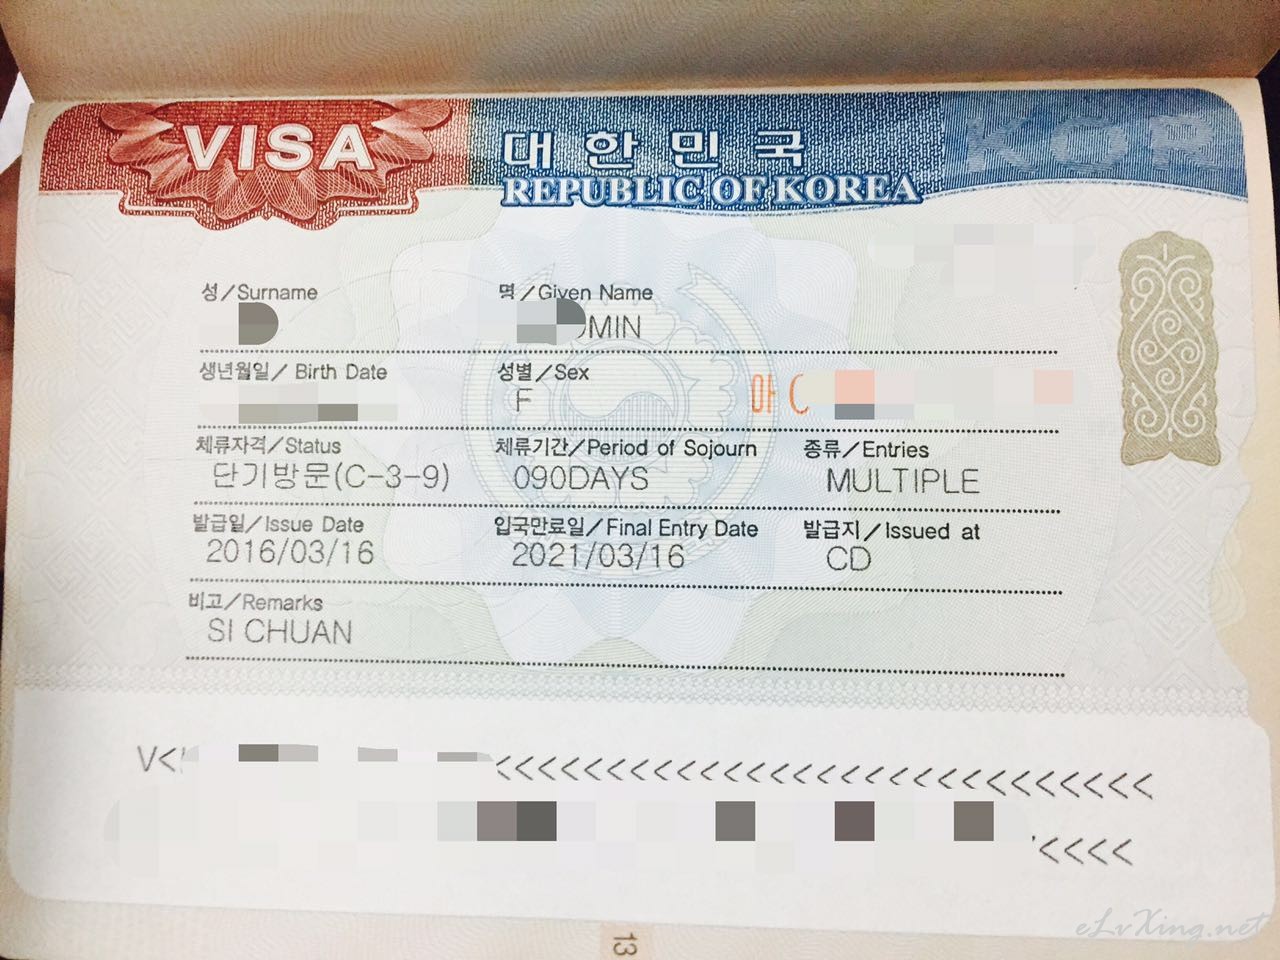 VISA 대한민국 KOR
REPUBLIC OF KOREA
성/Surname 명/Given Name
MIN
생년월일/Birth Date 성별/Sex
F
체류자격/Status 체류기간/Period of Sojourn 종류/Entries
단기방문(C-3-9) 090DAYS MULTIPLE
발급일/Issue Date 입국만료일/Final Entry Date 발급지/Issued at
2016/03/16 2021/03/16 CD
비고/Remarks
SI CHUAN
V<
<<<<<<<<<<<<<<<<<<<<<<<<<<<<
<<<<
13
eLvXing.net